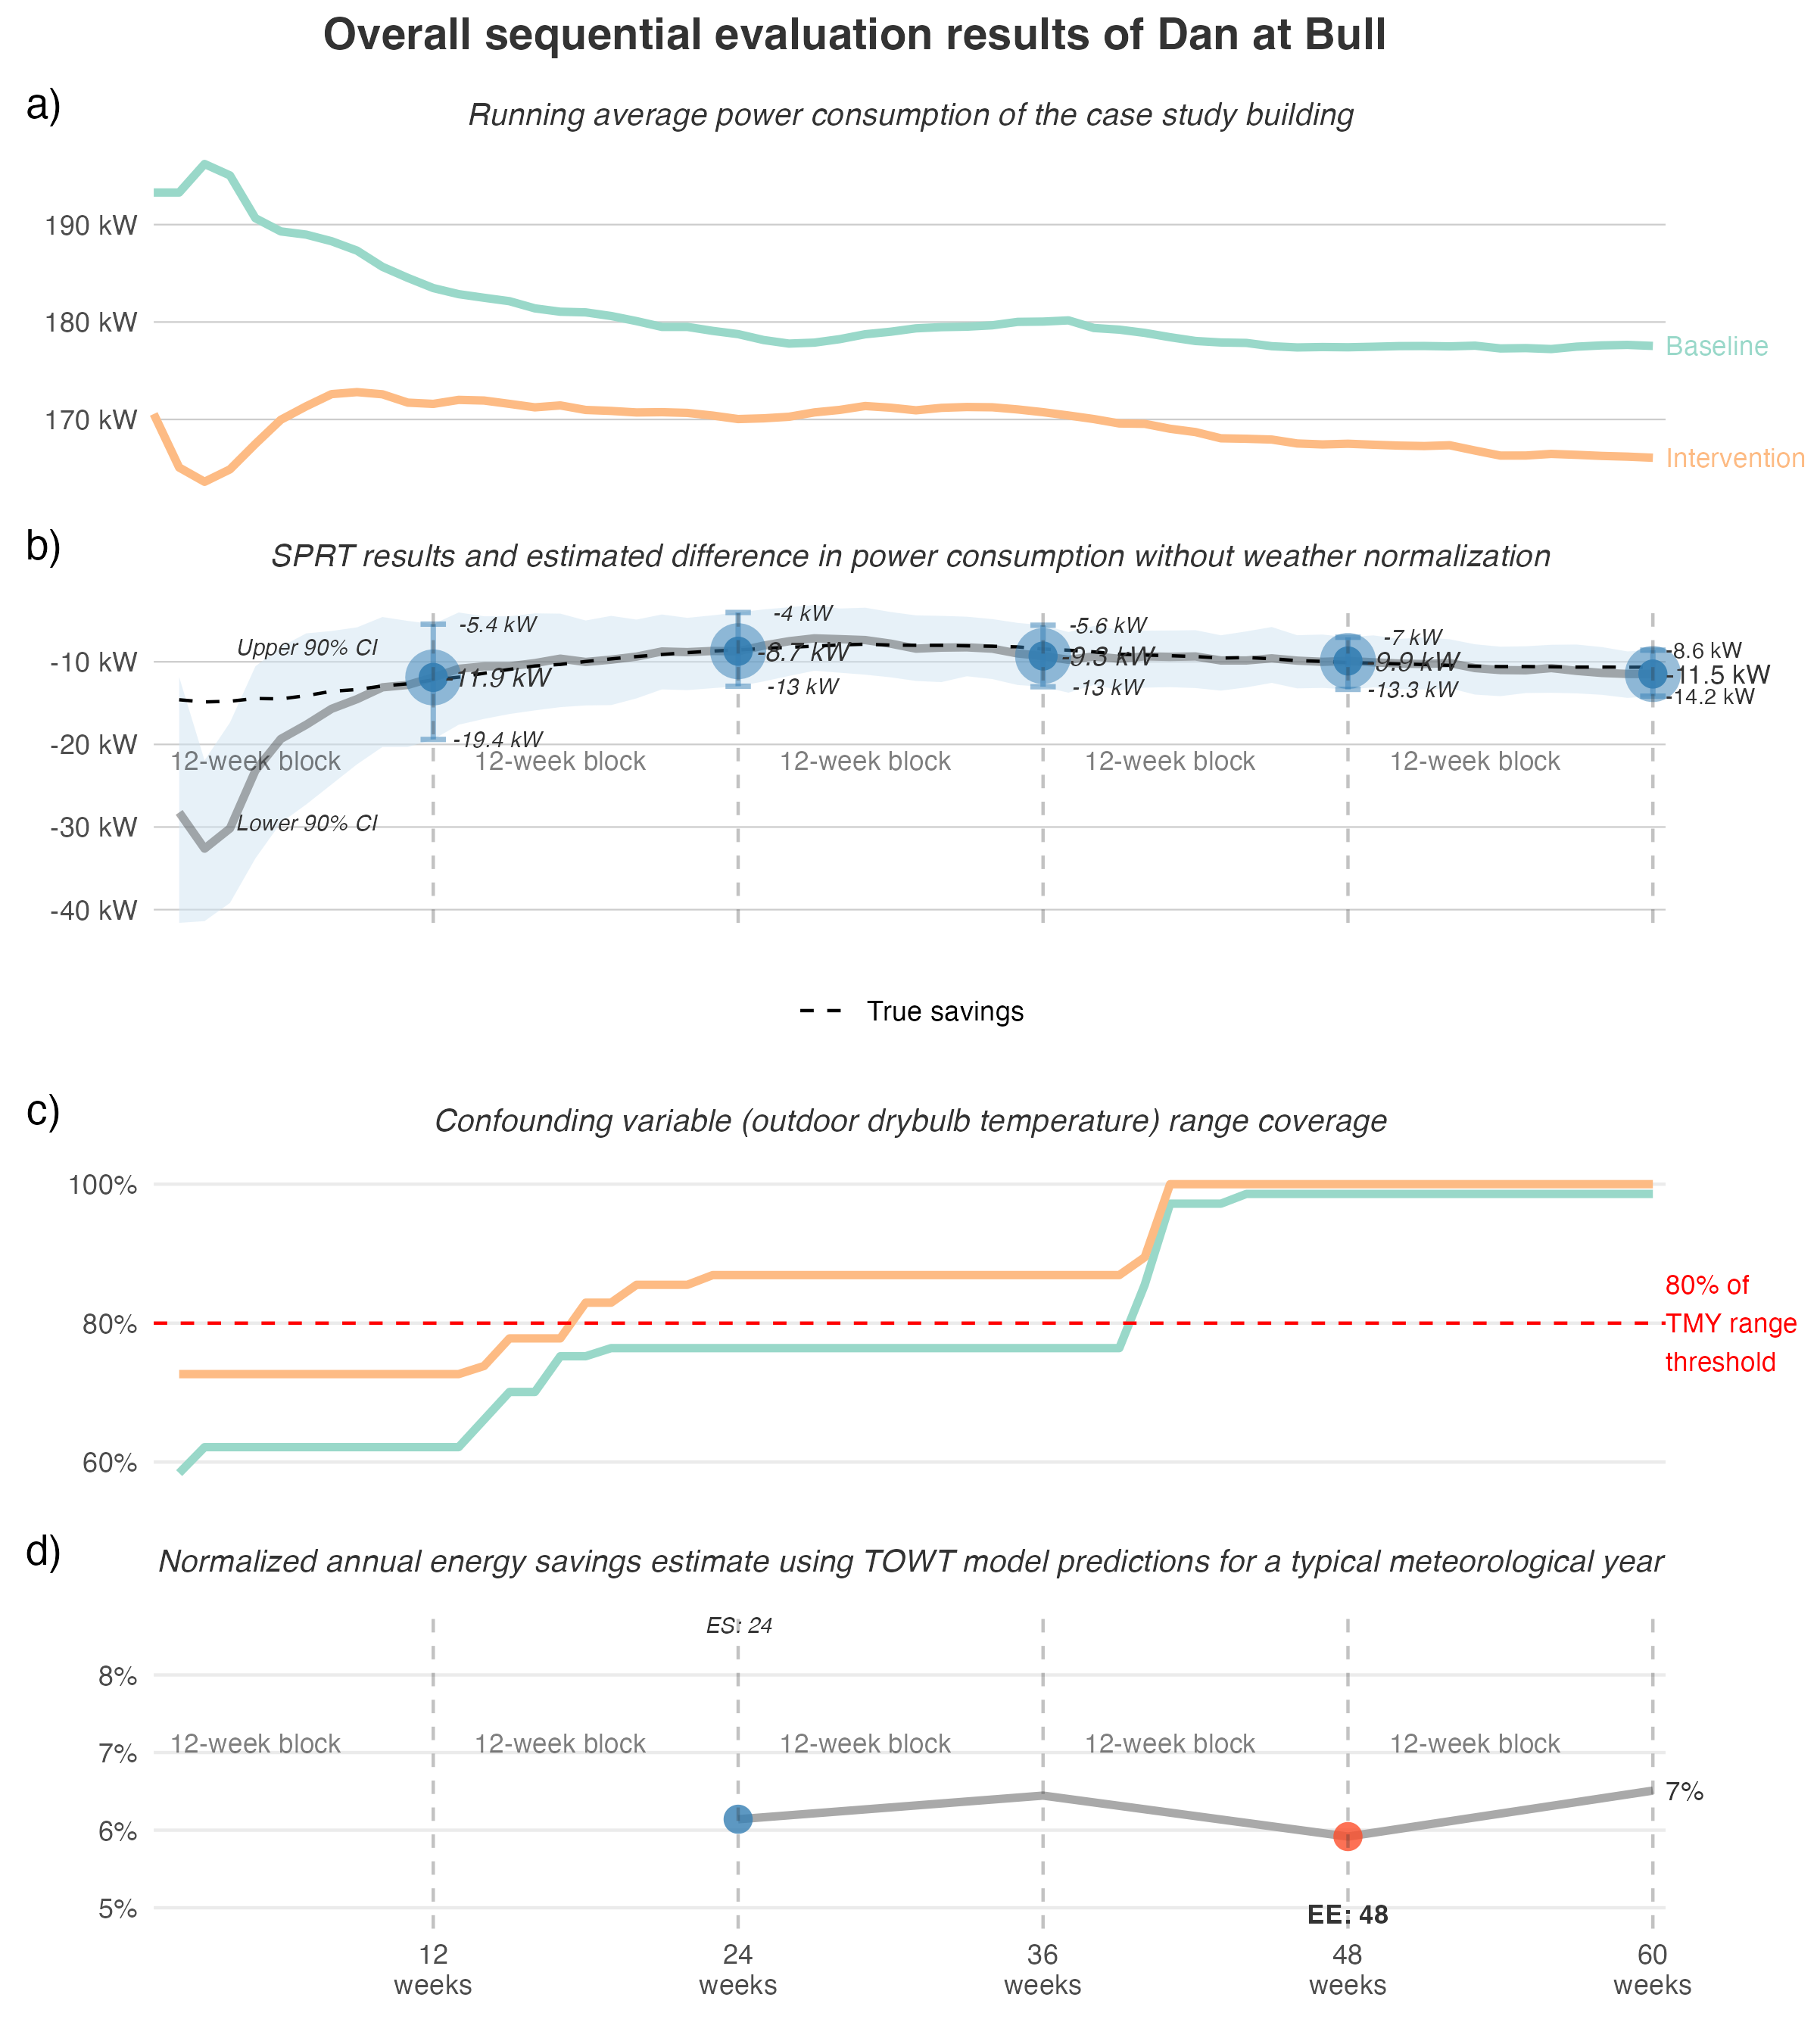 Overall sequential evaluation results of Dan at Bull
a)
Running average power consumption of the case study building
190 kW
180 kW
170 kW
Baseline
Intervention
b)
SPRT results and estimated difference in power consumption without weather normalization
-10 kW
-20 kW
-30 kW
-40 kW
Upper 90% CI
Lower 90% CI
-5.4 kW
-11.9 kW
-19.4 kW
-4 kW
-8.7 kW
-13 kW
-5.6 kW
-9.3 kW
-13 kW
-7 kW
-9.9 kW
-13.3 kW
-8.6 kW
-11.5 kW
-14.2 kW
12-week block
12-week block
12-week block
12-week block
12-week block
True savings
c)
Confounding variable (outdoor drybulb temperature) range coverage
100%
80%
60%
80% of
TMY range
threshold
d)
Normalized annual energy savings estimate using TOWT model predictions for a typical meteorological year
ES: 24
8%
7%
6%
5%
12-week block
12-week block
12-week block
12-week block
12-week block
7%
EE: 48
12
weeks
24
weeks
36
weeks
48
weeks
60
weeks